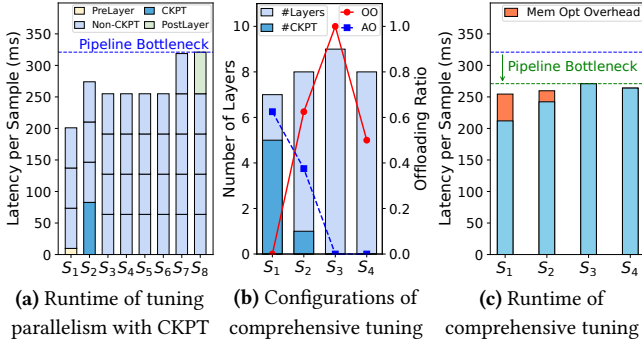 PreLayer
CKPT
Non-CKPT
PostLayer
Pipeline Bottleneck
Latency per Sample (ms)
350
300
250
200
150
100
50
0
S1 S2 S3 S4 S5 S6 S7 S8
(a) Runtime of tuning
parallelism with CKPT
#Layers
#CKPT
OO
AO
Number of Layers
10
8
6
4
2
0
Offloading Ratio
1.0
0.8
0.6
0.4
0.2
0.0
S1 S2 S3 S4
(b) Configurations of
comprehensive tuning
Mem Opt Overhead
Pipeline Bottleneck
Latency per Sample (ms)
350
300
250
200
150
100
50
0
S1 S2 S3 S4
(c) Runtime of
comprehensive tuning